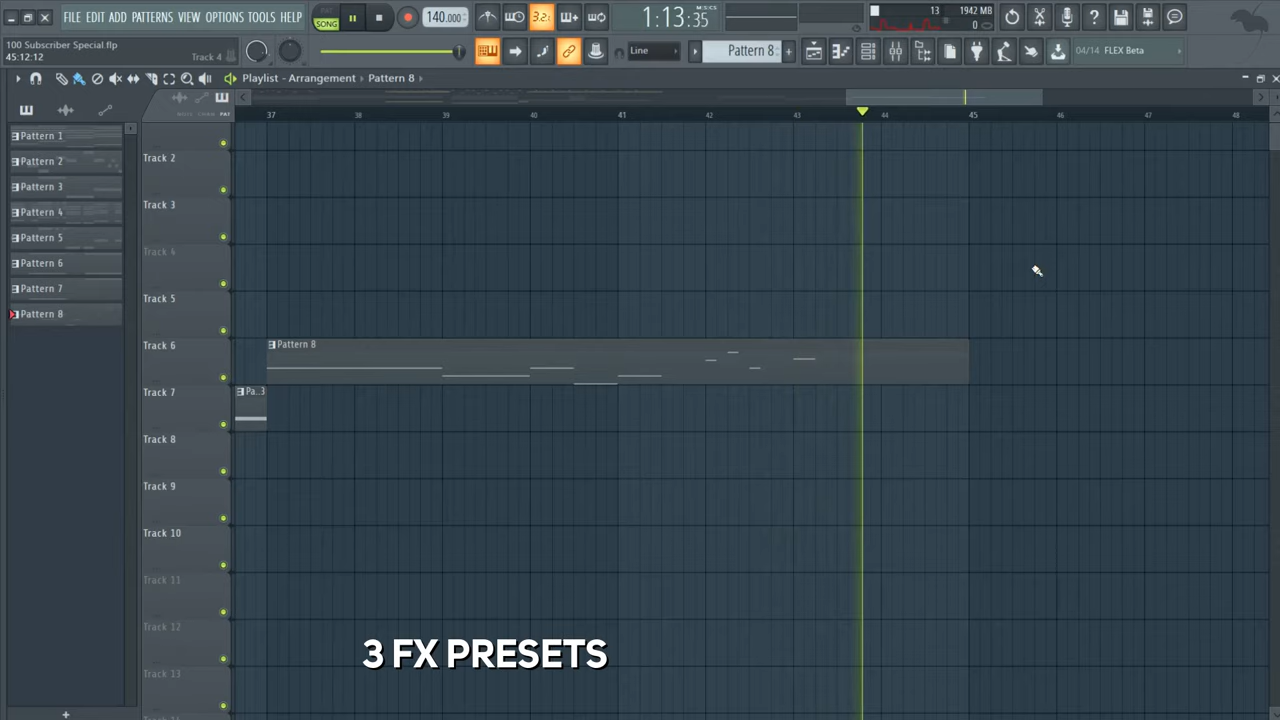 FILE EDIT ADD PATTERNS VIEW OPTIONS TOOLS HELP
PAT
SONG
140.000
3.2.
1:13:35
M:S:CS
13
1942 MB
0
100 Subscriber Special.flp
45:12:12
Track 4
Line
Pattern 8
04/14 FLEX Beta
Playlist - Arrangement › Pattern 8 ›
37 38 39 40 41 42 43 44 45 46 47 48
Pattern 1
Pattern 2
Pattern 3
Pattern 4
Pattern 5
Pattern 6
Pattern 7
Pattern 8
PAT
Track 2
Track 3
Track 4
Track 5
Track 6
Track 7
Track 8
Track 9
Track 10
Track 11
Track 12
Track 13
Pattern 8
Pa..3
3 FX PRESETS